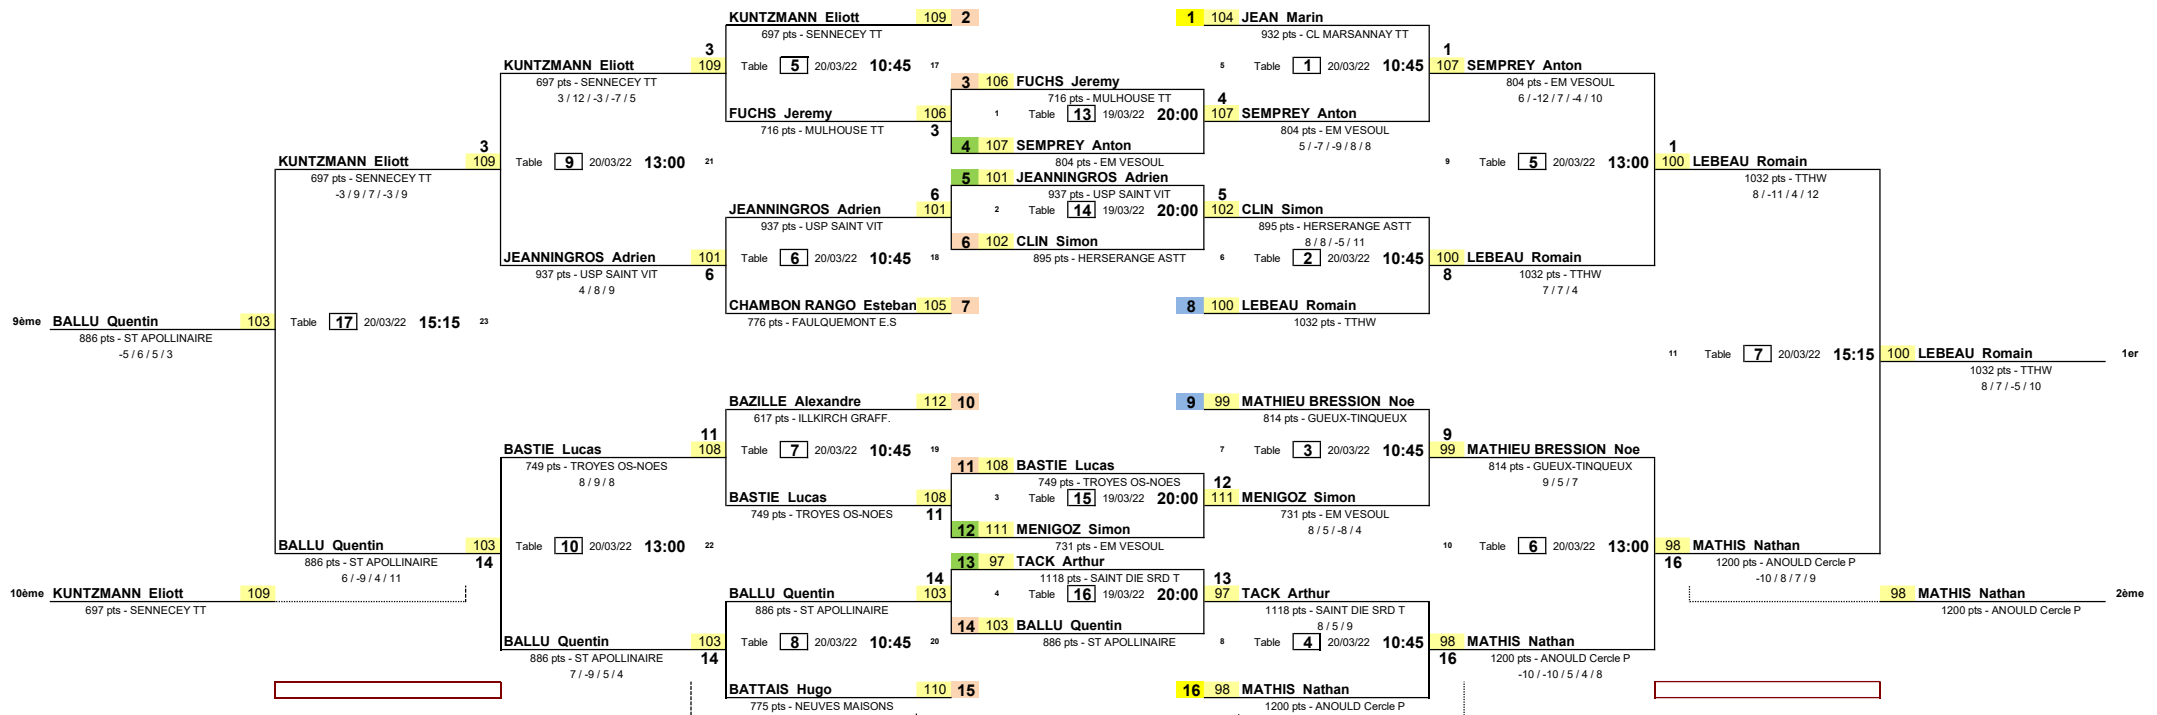 KUNTZMANN Eliott 109 2 1 104 JEAN Marin
697 pts - SENNECEY TT 932 pts - CL MARSANNAY TT
3 1
KUNTZMANN Eliott 109 Table 5 20/03/22 10:45 17 5 Table 1 20/03/22 10:45 107 SEMPREY Anton
697 pts - SENNECEY TT 3 106 FUCHS Jeremy 804 pts - EM VESOUL
3 / 12 / -3 / -7 / 5 716 pts - MULHOUSE TT 4 6 / -12 / 7 / -4 / 10
FUCHS Jeremy 106 1 Table 13 19/03/22 20:00 107 SEMPREY Anton
716 pts - MULHOUSE TT 3 804 pts - EM VESOUL
3 4 107 SEMPREY Anton 5 / -7 / -9 / 8 / 8 1
KUNTZMANN Eliott 109 Table 9 20/03/22 13:00 21 804 pts - EM VESOUL 9 Table 5 20/03/22 13:00 100 LEBEAU Romain
697 pts - SENNECEY TT 5 101 JEANNINGROS Adrien 1032 pts - TTHW
-3 / 9 / 7 / -3 / 9 6 937 pts - USP SAINT VIT 5 8 / -11 / 4 / 12
JEANNINGROS Adrien 101 2 Table 14 19/03/22 20:00 102 CLIN Simon
937 pts - USP SAINT VIT 895 pts - HERSERANGE ASTT
6 102 CLIN Simon 8 / 8 / -5 / 11
JEANNINGROS Adrien 101 Table 6 20/03/22 10:45 18 895 pts - HERSERANGE ASTT 6 Table 2 20/03/22 10:45 100 LEBEAU Romain
937 pts - USP SAINT VIT 6 8 1032 pts - TTHW
4 / 8 / 9 7 / 7 / 4
CHAMBON RANGO Esteban 105 7 8 100 LEBEAU Romain
9ème BALLU Quentin 103 Table 17 20/03/22 15:15 23 776 pts - FAULQUEMONT E.S 1032 pts - TTHW
886 pts - ST APOLLINAIRE
-5 / 6 / 5 / 3 11 Table 7 20/03/22 15:15 100 LEBEAU Romain 1er
1032 pts - TTHW
8 / 7 / -5 / 10
BAZILLE Alexandre 112 10 9 99 MATHIEU BRESSION Noe
617 pts - ILLKIRCH GRAFF. 814 pts - GUEUX-TINQUEUX
11 9
BASTIE Lucas 108 Table 7 20/03/22 10:45 19 7 Table 3 20/03/22 10:45 99 MATHIEU BRESSION Noe
749 pts - TROYES OS-NOES 11 108 BASTIE Lucas 814 pts - GUEUX-TINQUEUX
8 / 9 / 8 749 pts - TROYES OS-NOES 12 9 / 5 / 7
BASTIE Lucas 108 3 Table 15 19/03/22 20:00 111 MENIGOZ Simon
749 pts - TROYES OS-NOES 11 731 pts - EM VESOUL
12 111 MENIGOZ Simon 8 / 5 / -8 / 4
BALLU Quentin 103 Table 10 20/03/22 13:00 22 731 pts - EM VESOUL 10 Table 6 20/03/22 13:00 98 MATHIS Nathan
886 pts - ST APOLLINAIRE 14 13 97 TACK Arthur 16 1200 pts - ANOULD Cercle P
6 / -9 / 4 / 11 14 1118 pts - SAINT DIE SRD T 13 -10 / 8 / 7 / 9
10ème KUNTZMANN Eliott 109 BALLU Quentin 103 4 Table 16 19/03/22 20:00 97 TACK Arthur 98 MATHIS Nathan 2ème
697 pts - SENNECEY TT 886 pts - ST APOLLINAIRE 1118 pts - SAINT DIE SRD T 1200 pts - ANOULD Cercle P
14 103 BALLU Quentin 8 / 5 / 9
BALLU Quentin 103 Table 8 20/03/22 10:45 20 886 pts - ST APOLLINAIRE 8 Table 4 20/03/22 10:45 98 MATHIS Nathan
886 pts - ST APOLLINAIRE 14 16 1200 pts - ANOULD Cercle P
7 / -9 / 5 / 4 -10 / -10 / 5 / 4 / 8
BATTAIS Hugo 110 15 16 98 MATHIS Nathan
775 pts - NEUVES MAISONS 1200 pts - ANOULD Cercle P